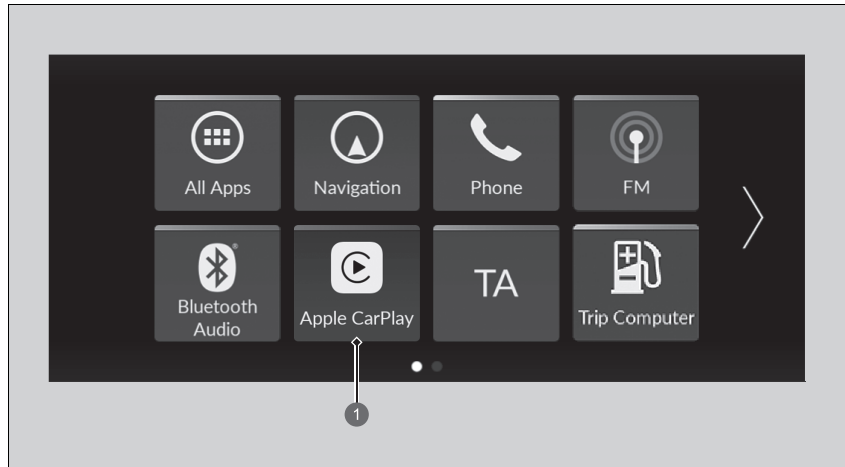 All Apps
Navigation
Phone
FM
Bluetooth
Audio
Apple CarPlay
TA
Trip Computer
1